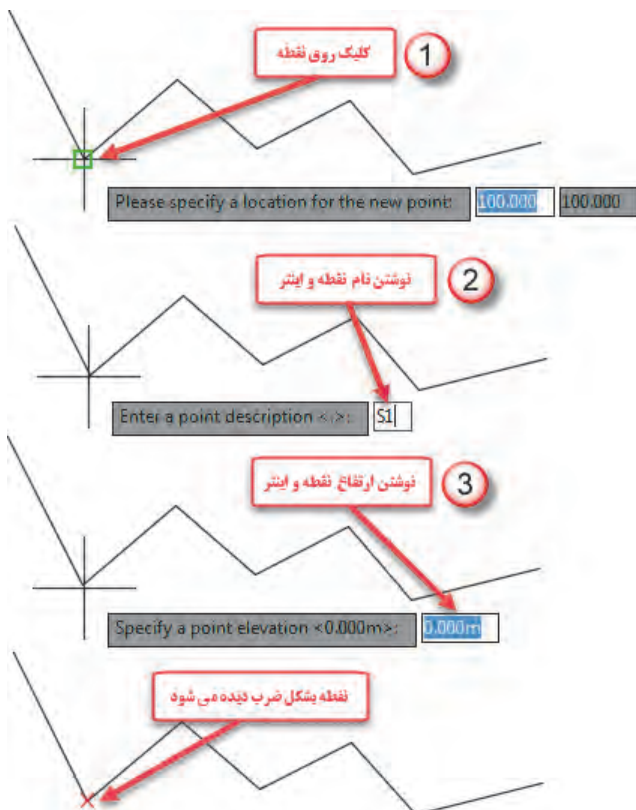 کلیک روی نقطه
1
Please specify a location for the new point: 100.000 100.000
نوشتن نام نقطه و اینتر
2
Enter a point description <.>: S1
نوشتن ارتفاع نقطه و اینتر
3
Specify a point elevation <0.000m>: 0.000m
نقطه بشکل ضرب دیده می شود